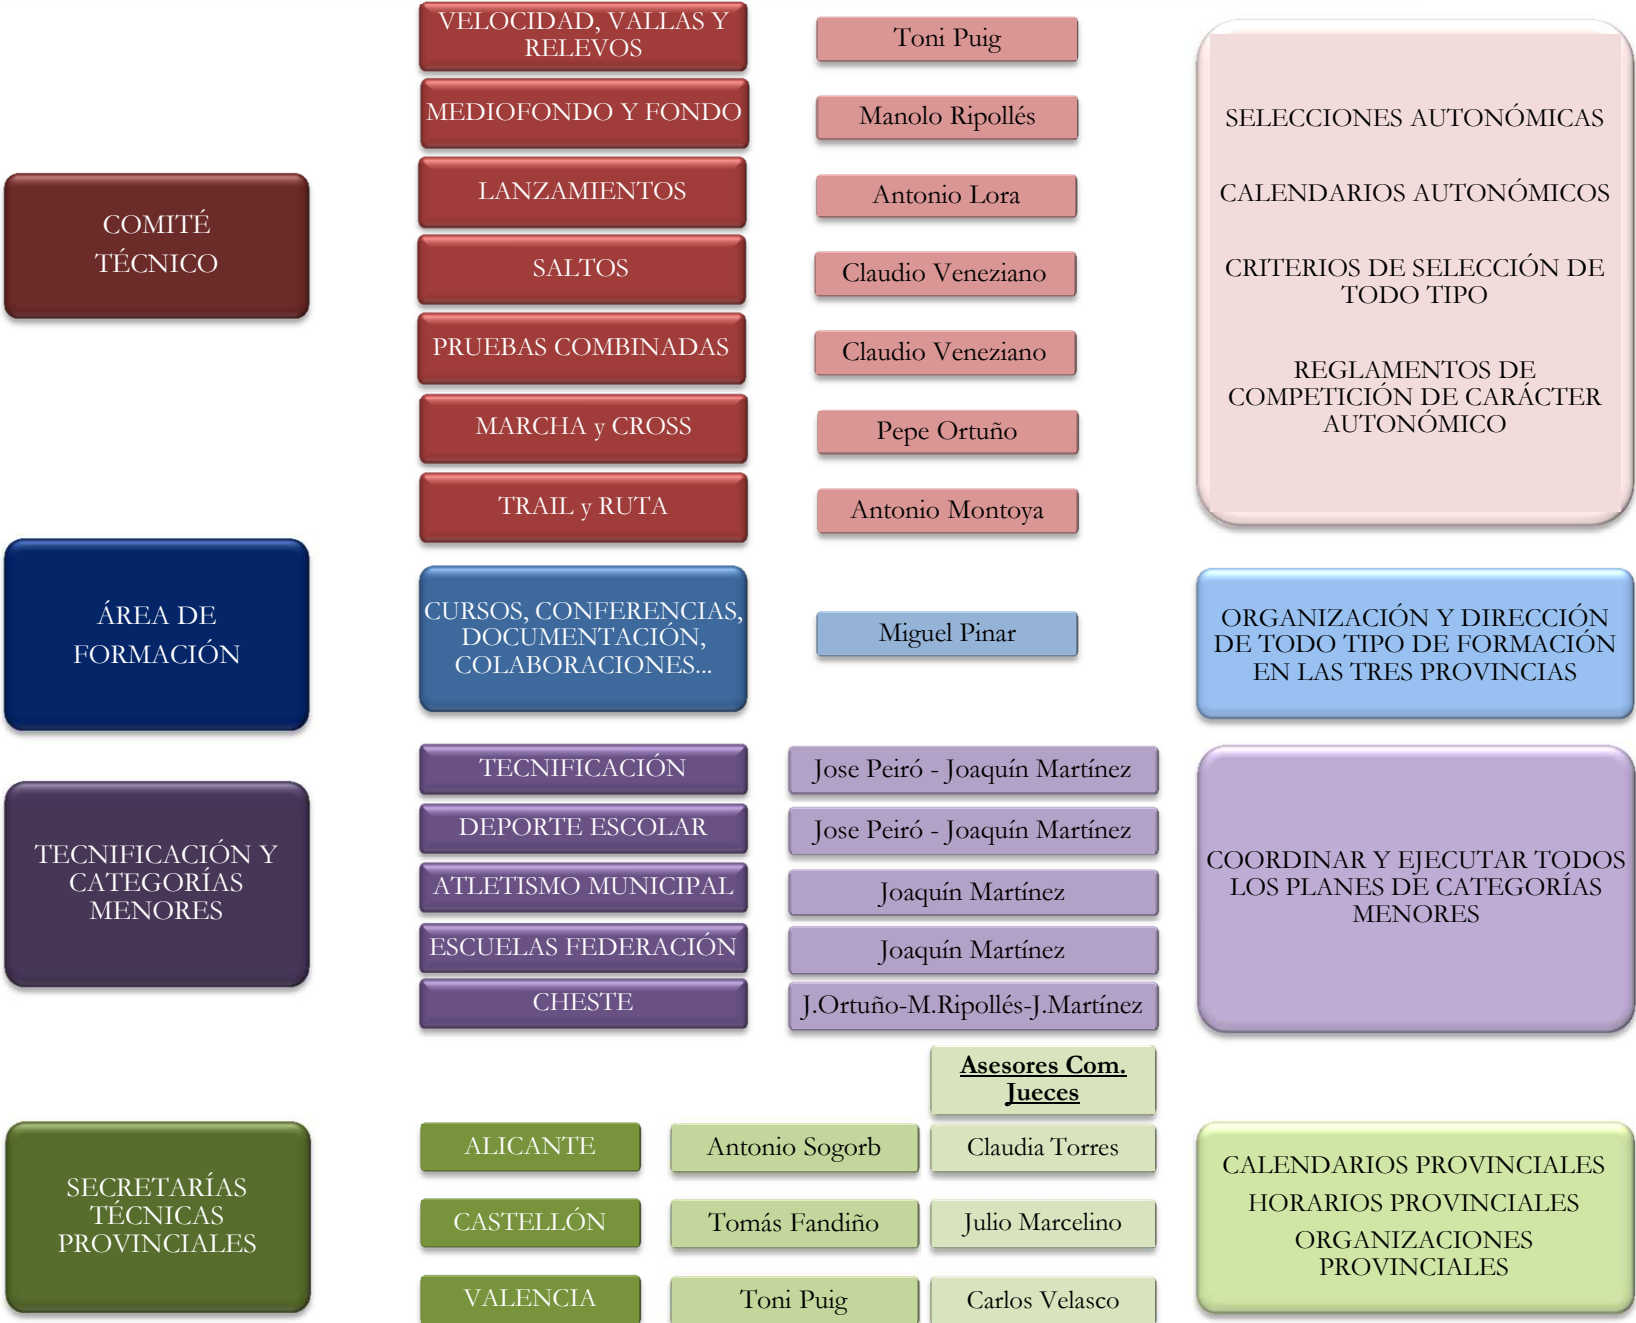 COMITÉ
TÉCNICO
VELOCIDAD, VALLAS Y
RELEVOS
Toni Puig
MEDIOFONDO Y FONDO
Manolo Ripollés
LANZAMIENTOS
Antonio Lora
SALTOS
Claudio Veneziano
PRUEBAS COMBINADAS
Claudio Veneziano
MARCHA y CROSS
Pepe Ortuño
TRAIL y RUTA
Antonio Montoya
SELECCIONES AUTONÓMICAS
CALENDARIOS AUTONÓMICOS
CRITERIOS DE SELECCIÓN DE
TODO TIPO
REGLAMENTOS DE
COMPETICIÓN DE CARÁCTER
AUTONÓMICO
ÁREA DE
FORMACIÓN
CURSOS, CONFERENCIAS,
DOCUMENTACIÓN,
COLABORACIONES...
Miguel Pinar
ORGANIZACIÓN Y DIRECCIÓN
DE TODO TIPO DE FORMACIÓN
EN LAS TRES PROVINCIAS
TECNIFICACIÓN Y
CATEGORÍAS
MENORES
TECNIFICACIÓN
Jose Peiró - Joaquín Martínez
DEPORTE ESCOLAR
Jose Peiró - Joaquín Martínez
ATLETISMO MUNICIPAL
Joaquín Martínez
ESCUELAS FEDERACIÓN
Joaquín Martínez
CHESTE
J.Ortuño-M.Ripollés-J.Martínez
COORDINAR Y EJECUTAR TODOS
LOS PLANES DE CATEGORÍAS
MENORES
SECRETARÍAS
TÉCNICAS
PROVINCIALES
Asesores Com.
Jueces
ALICANTE
Antonio Sogorb
Claudia Torres
CASTELLÓN
Tomás Fandiño
Julio Marcelino
VALENCIA
Toni Puig
Carlos Velasco
CALENDARIOS PROVINCIALES
HORARIOS PROVINCIALES
ORGANIZACIONES
PROVINCIALES